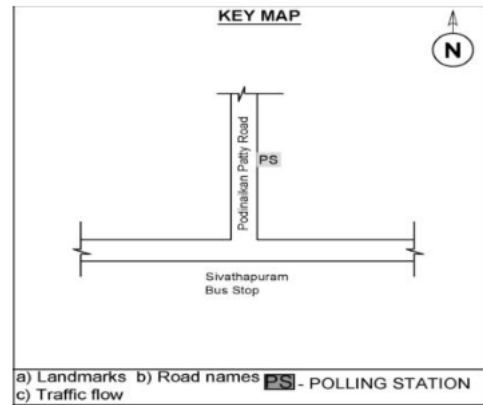 KEY MAP
N
Podinaikan Patty Road
PS
Sivathapuram
Bus Stop
a) Landmarks b) Road names PS - POLLING STATION
c) Traffic flow